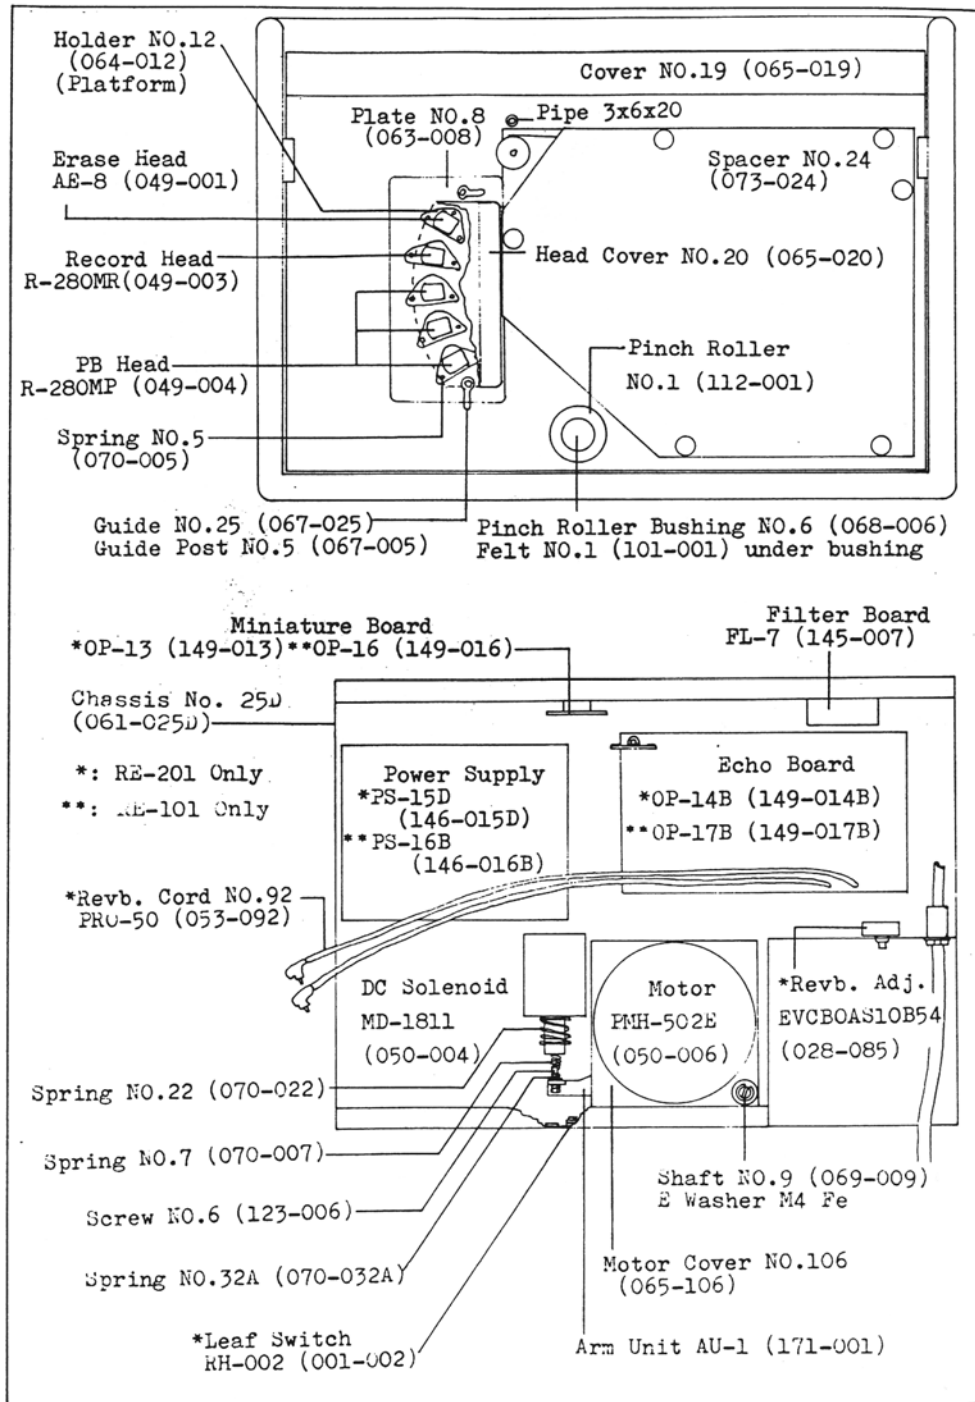 Holder NO.12
(064-012)
(Platform)
Cover NO.19 (065-019)
Plate NO.8
(063-008)
Pipe 3x6x20
Erase Head
AE-8 (049-001)
Spacer NO.24
(073-024)
Record Head
R-280MR(049-003)
Head Cover NO.20 (065-020)
PB Head
R-280MP (049-004)
Pinch Roller
NO.1 (112-001)
Spring NO.5
(070-005)
Guide NO.25 (067-025)
Guide Post NO.5 (067-005)
Pinch Roller Bushing NO.6 (068-006)
Felt NO.1 (101-001) under bushing
Miniature Board
*OP-13 (149-013)**OP-16 (149-016)
Filter Board
FL-7 (145-007)
Chassis No. 25D
(061-025D)
*: RE-201 Only
**: RE-101 Only
Power Supply
*PS-15D
(146-015D)
**PS-16B
(146-016B)
Echo Board
*OP-14B (149-014B)
**OP-17B (149-017B)
*Revb. Cord NO.92
PRO-50 (053-092)
DC Solenoid
MD-1811
(050-004)
Motor
PMH-502E
(050-006)
*Revb. Adj.
EVCBOAS10B54
(028-085)
Spring NO.22 (070-022)
Spring NO.7 (070-007)
Screw NO.6 (123-006)
Spring NO.32A (070-032A)
*Leaf Switch
RH-002 (001-002)
Shaft NO.9 (069-009)
E Washer M4 Fe
Motor Cover NO.106
(065-106)
Arm Unit AU-1 (171-001)